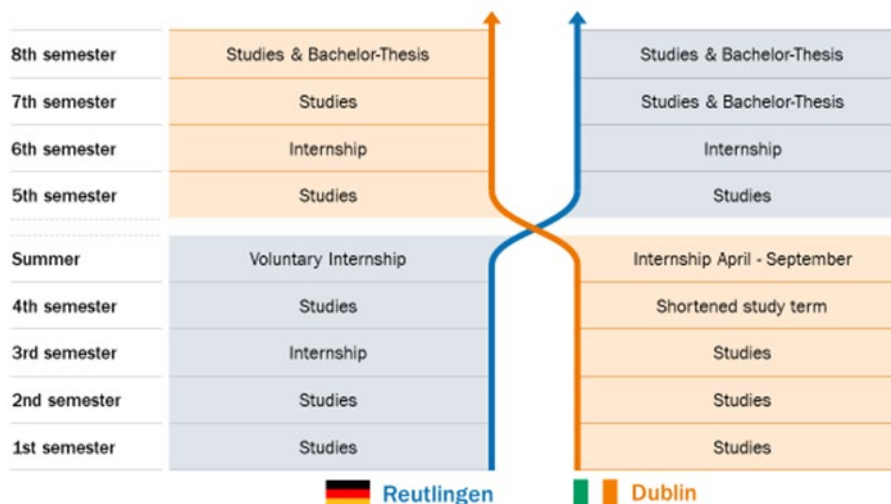 8th semester Studies & Bachelor-Thesis Studies & Bachelor-Thesis
7th semester Studies Studies & Bachelor-Thesis
6th semester Internship Internship
5th semester Studies Studies
Summer Voluntary Internship Internship April - September
4th semester Studies Shortened study term
3rd semester Internship Studies
2nd semester Studies Studies
1st semester Studies Studies
Reutlingen Dublin